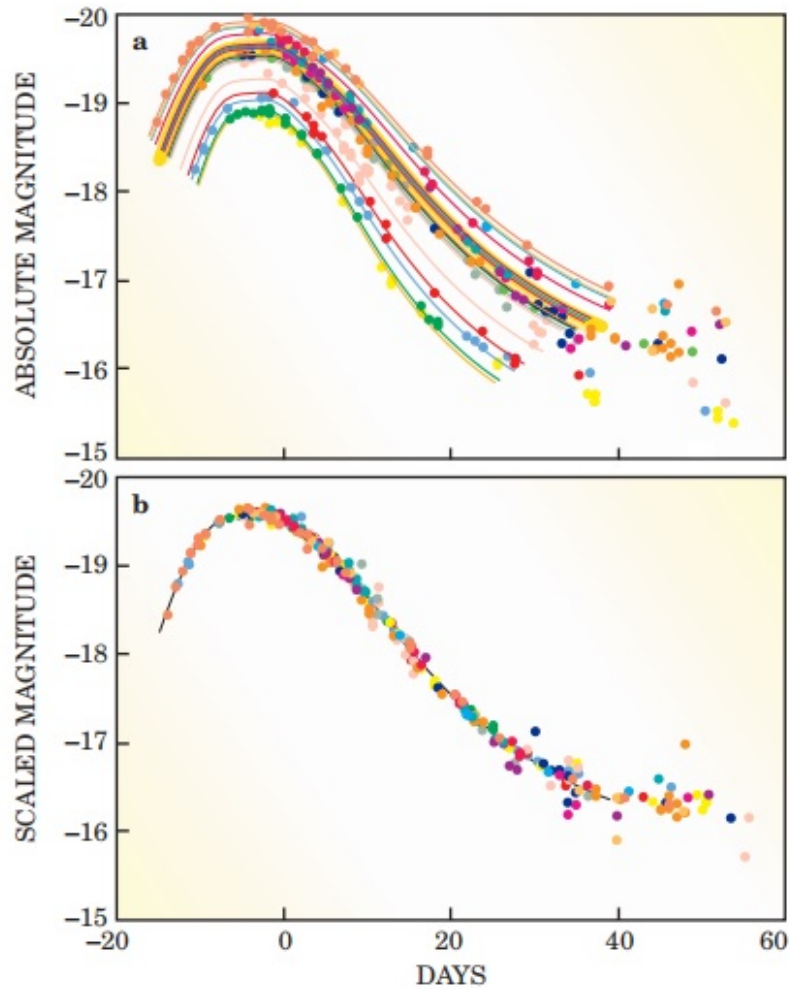 a
ABSOLUTE MAGNITUDE
–20
–19
–18
–17
–16
–15
b
SCALED MAGNITUDE
–20
–19
–18
–17
–16
–15
–20 0 20 40 60
DAYS